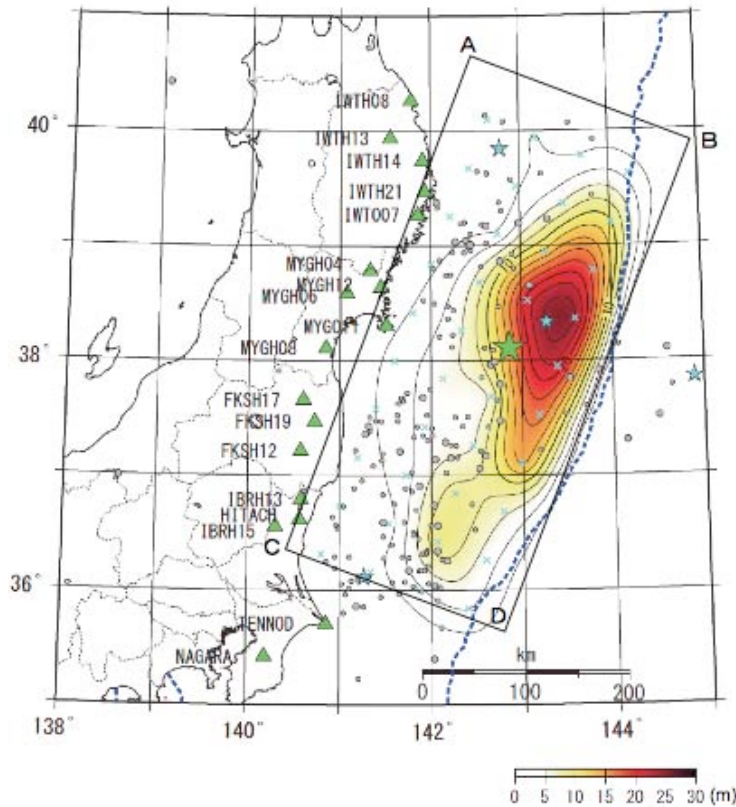 A
IWTH08
40°
B
IWTH13
IWTH14
IWTH21
IWT007
MYGH04
MYGH12
MYGH06
MYG011
38°
MYGH08
FKSH17
FKSH19
FKSH12
IBRH13
HITACH
IBRH15
C
36°
TENNOD
D
NAGARA
km
0 100 200
138° 140° 142° 144°
0 5 10 15 20 25 30 (m)